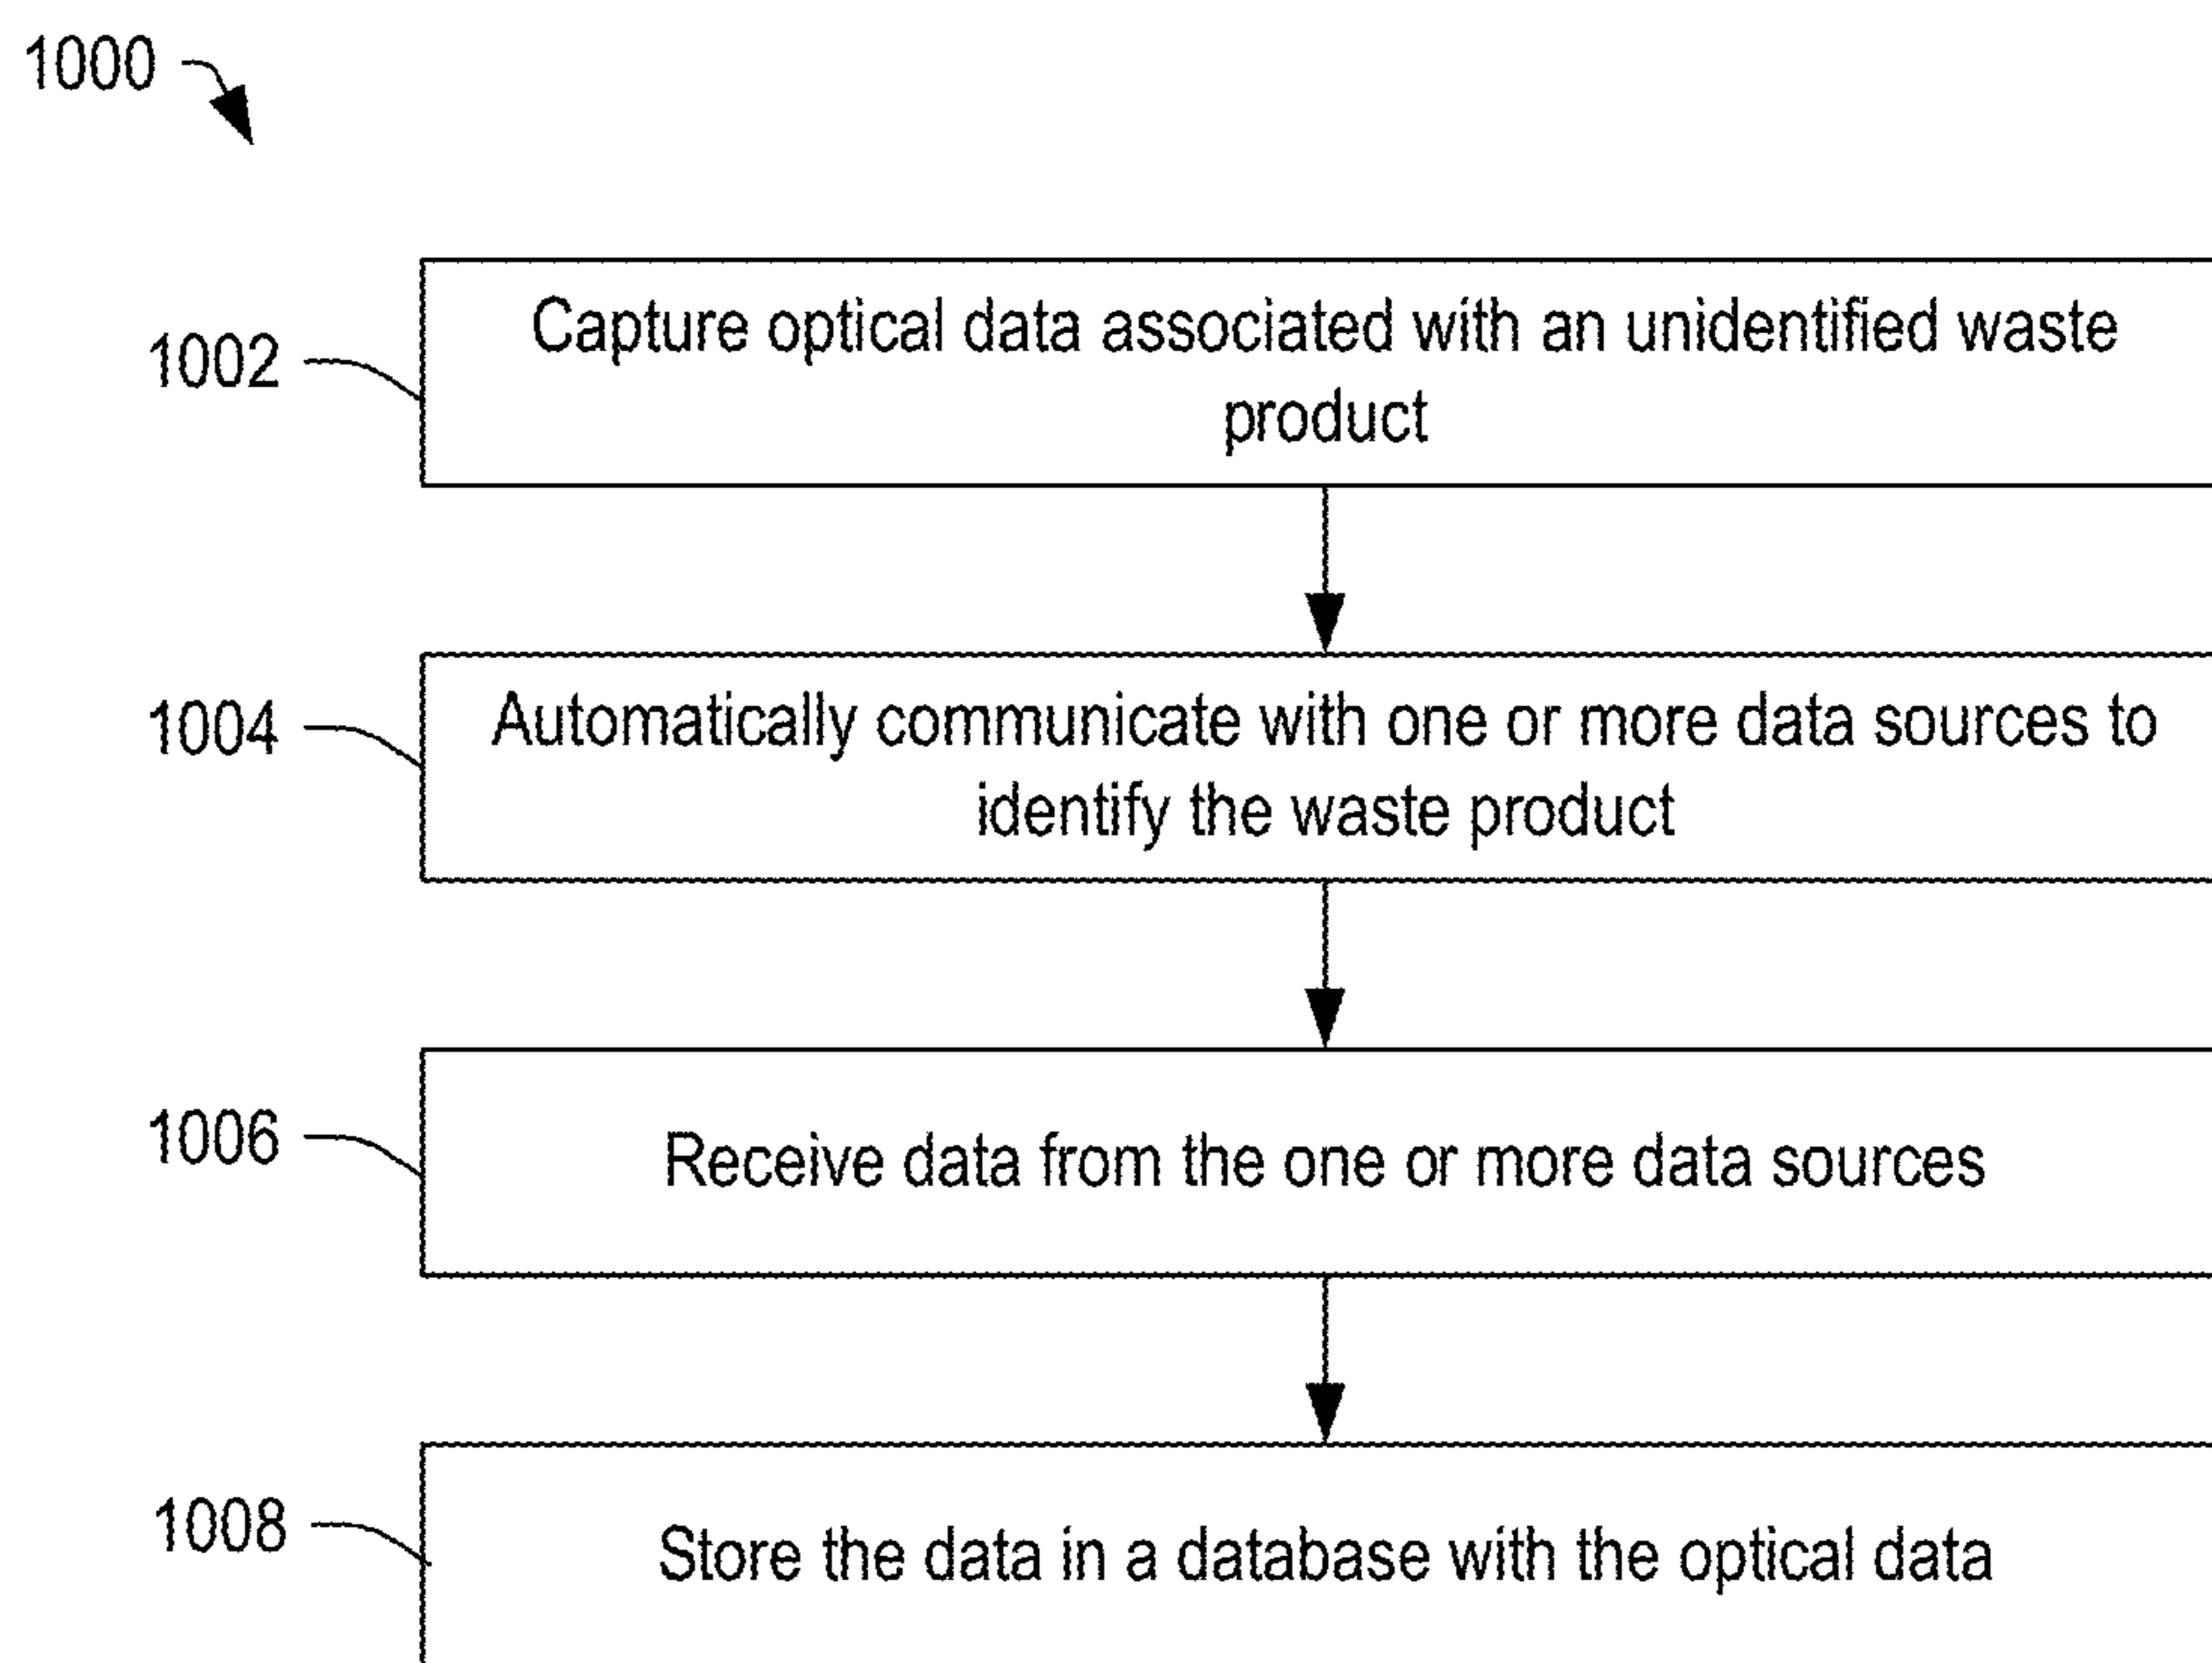 1000
1002
Capture optical data associated with an unidentified waste
product
1004
Automatically communicate with one or more data sources to
identify the waste product
1006
Receive data from the one or more data sources
1008
Store the data in a database with the optical data